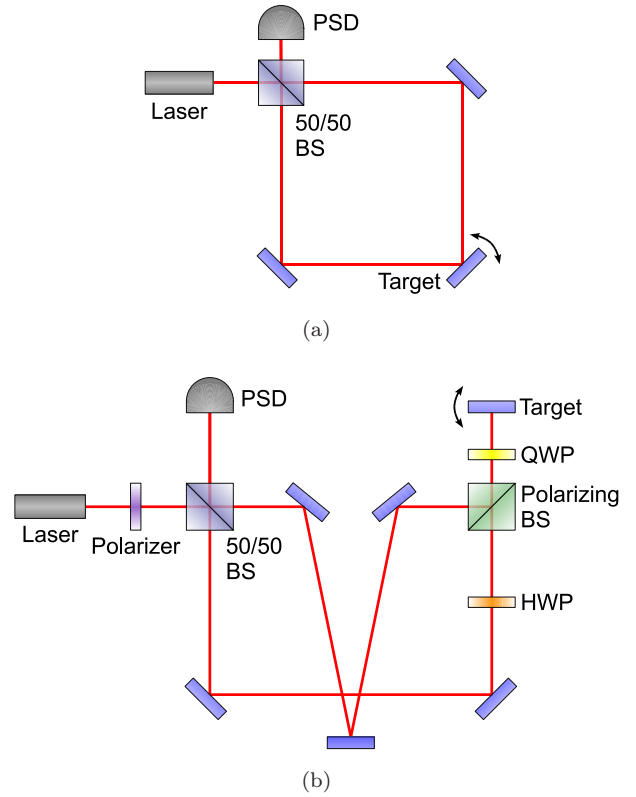 PSD
Laser
50/50
BS
Target
(a)
PSD
Target
QWP
Polarizing
BS
Laser
Polarizer
50/50
BS
HWP
(b)